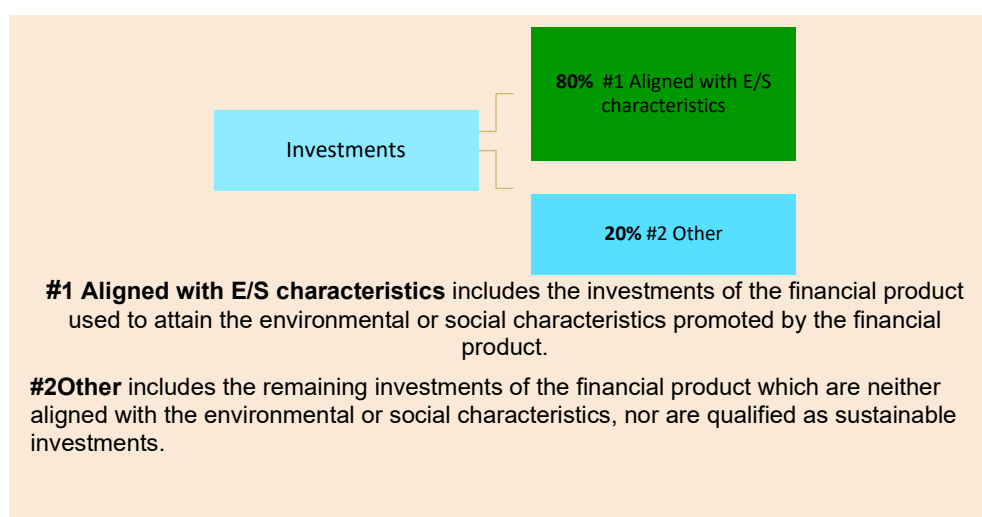 80% #1 Aligned with E/S
characteristics
Investments
20% #2 Other
#1 Aligned with E/S characteristics includes the investments of the financial product
used to attain the environmental or social characteristics promoted by the financial
product.
#2Other includes the remaining investments of the financial product which are neither
aligned with the environmental or social characteristics, nor are qualified as sustainable
investments.